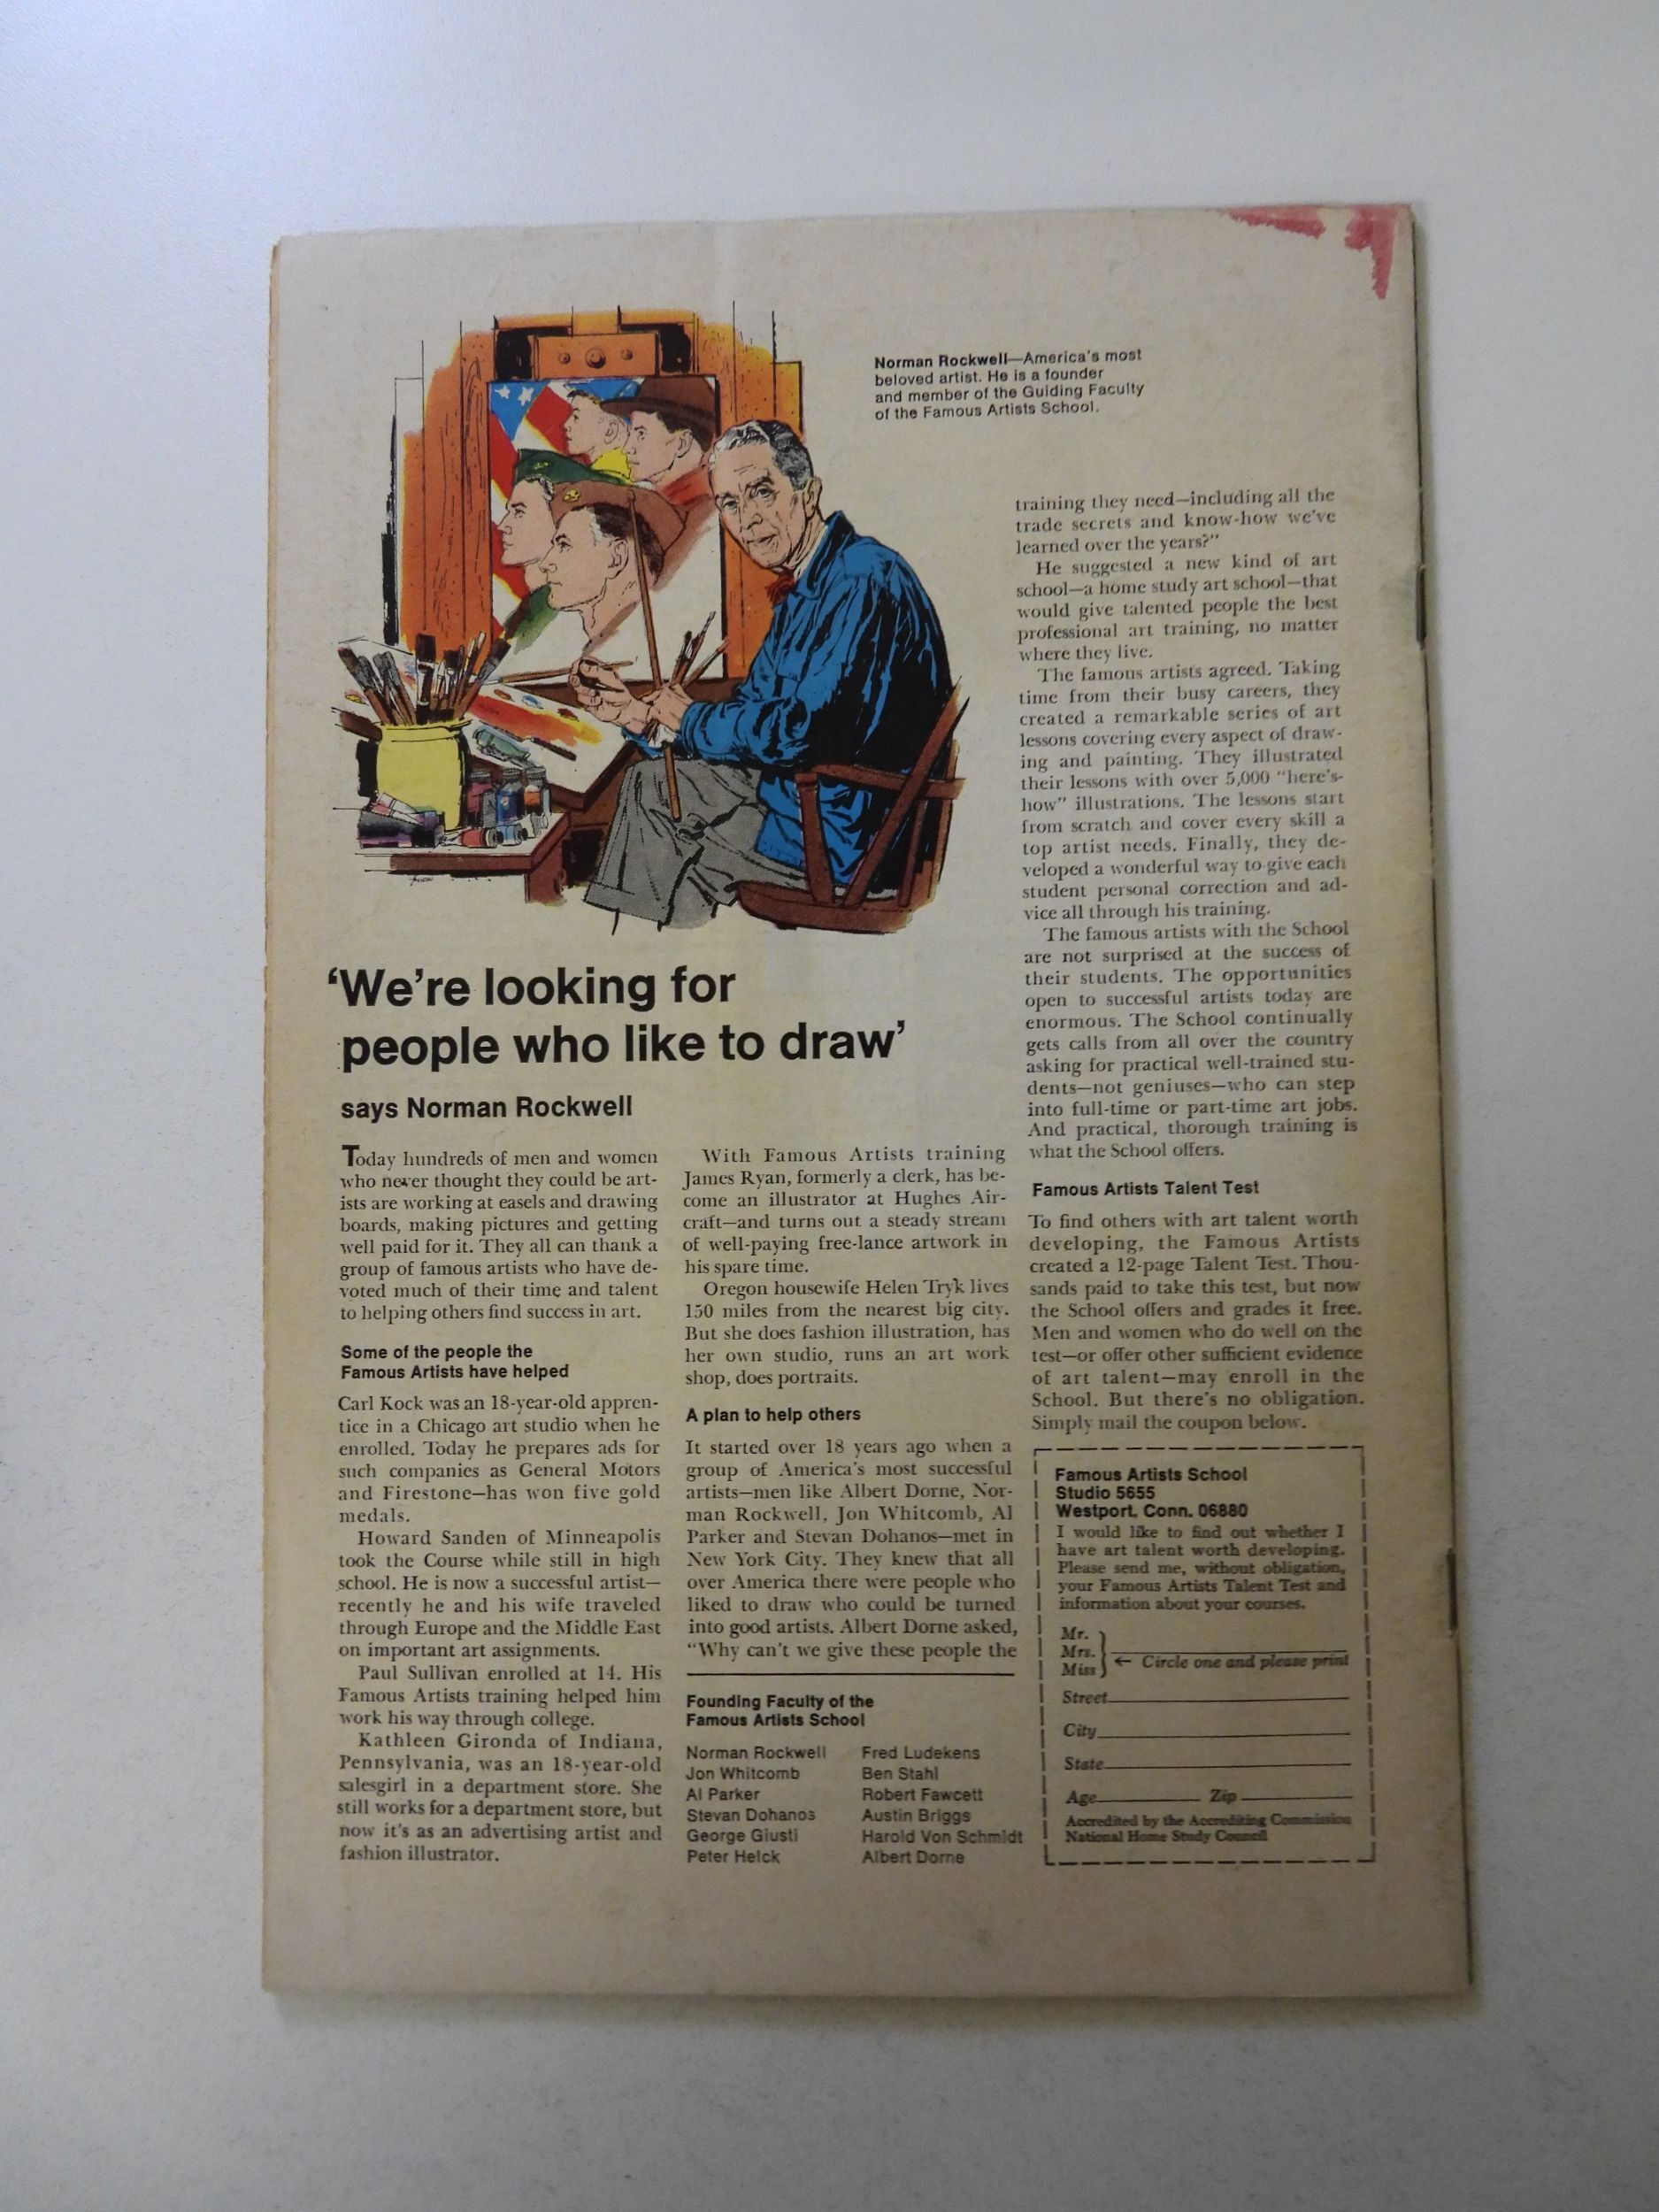 Norman Rockwell—America's most
beloved artist. He is a founder
and member of the Guiding Faculty
of the Famous Artists School.
'We're looking for
people who like to draw'
says Norman Rockwell
Today hundreds of men and women
who never thought they could be art-
ists are working at easels and drawing
boards, making pictures and getting
well paid for it. They all can thank a
group of famous artists who have de-
voted much of their time and talent
to helping others find success in art.
Some of the people the
Famous Artists have helped
Carl Kock was an 18-year-old appren-
tice in a Chicago art studio when he
enrolled. Today he prepares ads for
such companies as General Motors
and Firestone—has won five gold
medals.
Howard Sanden of Minneapolis
took the Course while still in high
school. He is now a successful artist—
recently he and his wife traveled
through Europe and the Middle East
on important art assignments.
Paul Sullivan enrolled at 14. His
Famous Artists training helped him
work his way through college.
Kathleen Gironda of Indiana,
Pennsylvania, was an 18-year-old
salesgirl in a department store. She
still works for a department store, but
now it's as an advertising artist and
fashion illustrator.
With Famous Artists training
James Ryan, formerly a clerk, has be-
come an illustrator at Hughes Air-
craft—and turns out a steady stream
of well-paying free-lance artwork in
his spare time.
Oregon housewife Helen Tryk lives
150 miles from the nearest big city.
But she does fashion illustration, has
her own studio, runs an art work
shop, does portraits.
A plan to help others
It started over 18 years ago when a
group of America's most successful
artists—men like Albert Dorne, Nor-
man Rockwell, Jon Whitcomb, Al
Parker and Stevan Dohanos—met in
New York City. They knew that all
over America there were people who
liked to draw who could be turned
into good artists. Albert Dorne asked,
"Why can't we give these people the
training they need—including all the
trade secrets and know-how we've
learned over the years?"
He suggested a new kind of art
school—a home study art school—that
would give talented people the best
professional art training, no matter
where they live.
The famous artists agreed. Taking
time from their busy careers, they
created a remarkable series of art
lessons covering every aspect of draw-
ing and painting. They illustrated
their lessons with over 5,000 "here's-
how" illustrations. The lessons start
from scratch and cover every skill a
top artist needs. Finally, they de-
veloped a wonderful way to give each
student personal correction and ad-
vice all through his training.
The famous artists with the School
are not surprised at the success of
their students. The opportunities
open to successful artists today are
enormous. The School continually
gets calls from all over the country
asking for practical well-trained stu-
dents—not geniuses—who can step
into full-time or part-time art jobs.
And practical, thorough training is
what the School offers.
Famous Artists Talent Test
To find others with art talent worth
developing, the Famous Artists
created a 12-page Talent Test. Thou-
sands paid to take this test, but now
the School offers and grades it free.
Men and women who do well on the
test—or offer other sufficient evidence
of art talent—may enroll in the
School. But there's no obligation.
Simply mail the coupon below.
Founding Faculty of the
Famous Artists School
Norman Rockwell
Jon Whitcomb
Al Parker
Stevan Dohanos
George Giusti
Peter Helck
Fred Ludekens
Ben Stahl
Robert Fawcett
Austin Briggs
Harold Von Schmidt
Albert Dorne
Famous Artists School
Studio 5655
Westport, Conn. 06880
I would like to find out whether I
have art talent worth developing.
Please send me, without obligation,
your Famous Artists Talent Test and
information about your courses.
Mr.
Mrs.
Miss
← Circle one and please print
Street
City
State
Age Zip
Accredited by the Accrediting Commission
National Home Study Council